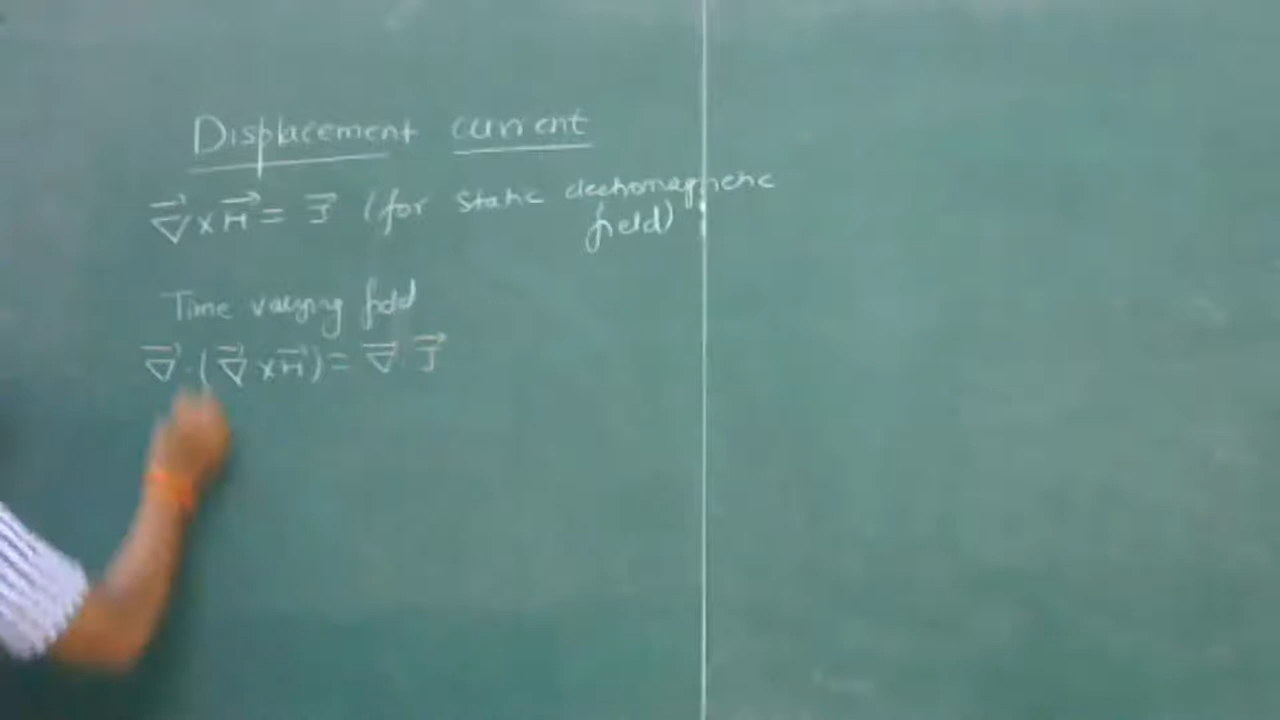 Displacement current
∇⃗ × H⃗ = J⃗ (for static electromagnetic
field)
Time varying field
∇⃗ · (∇⃗ × H⃗) = ∇⃗ · J⃗